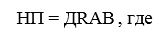 НП = ДRAB , где